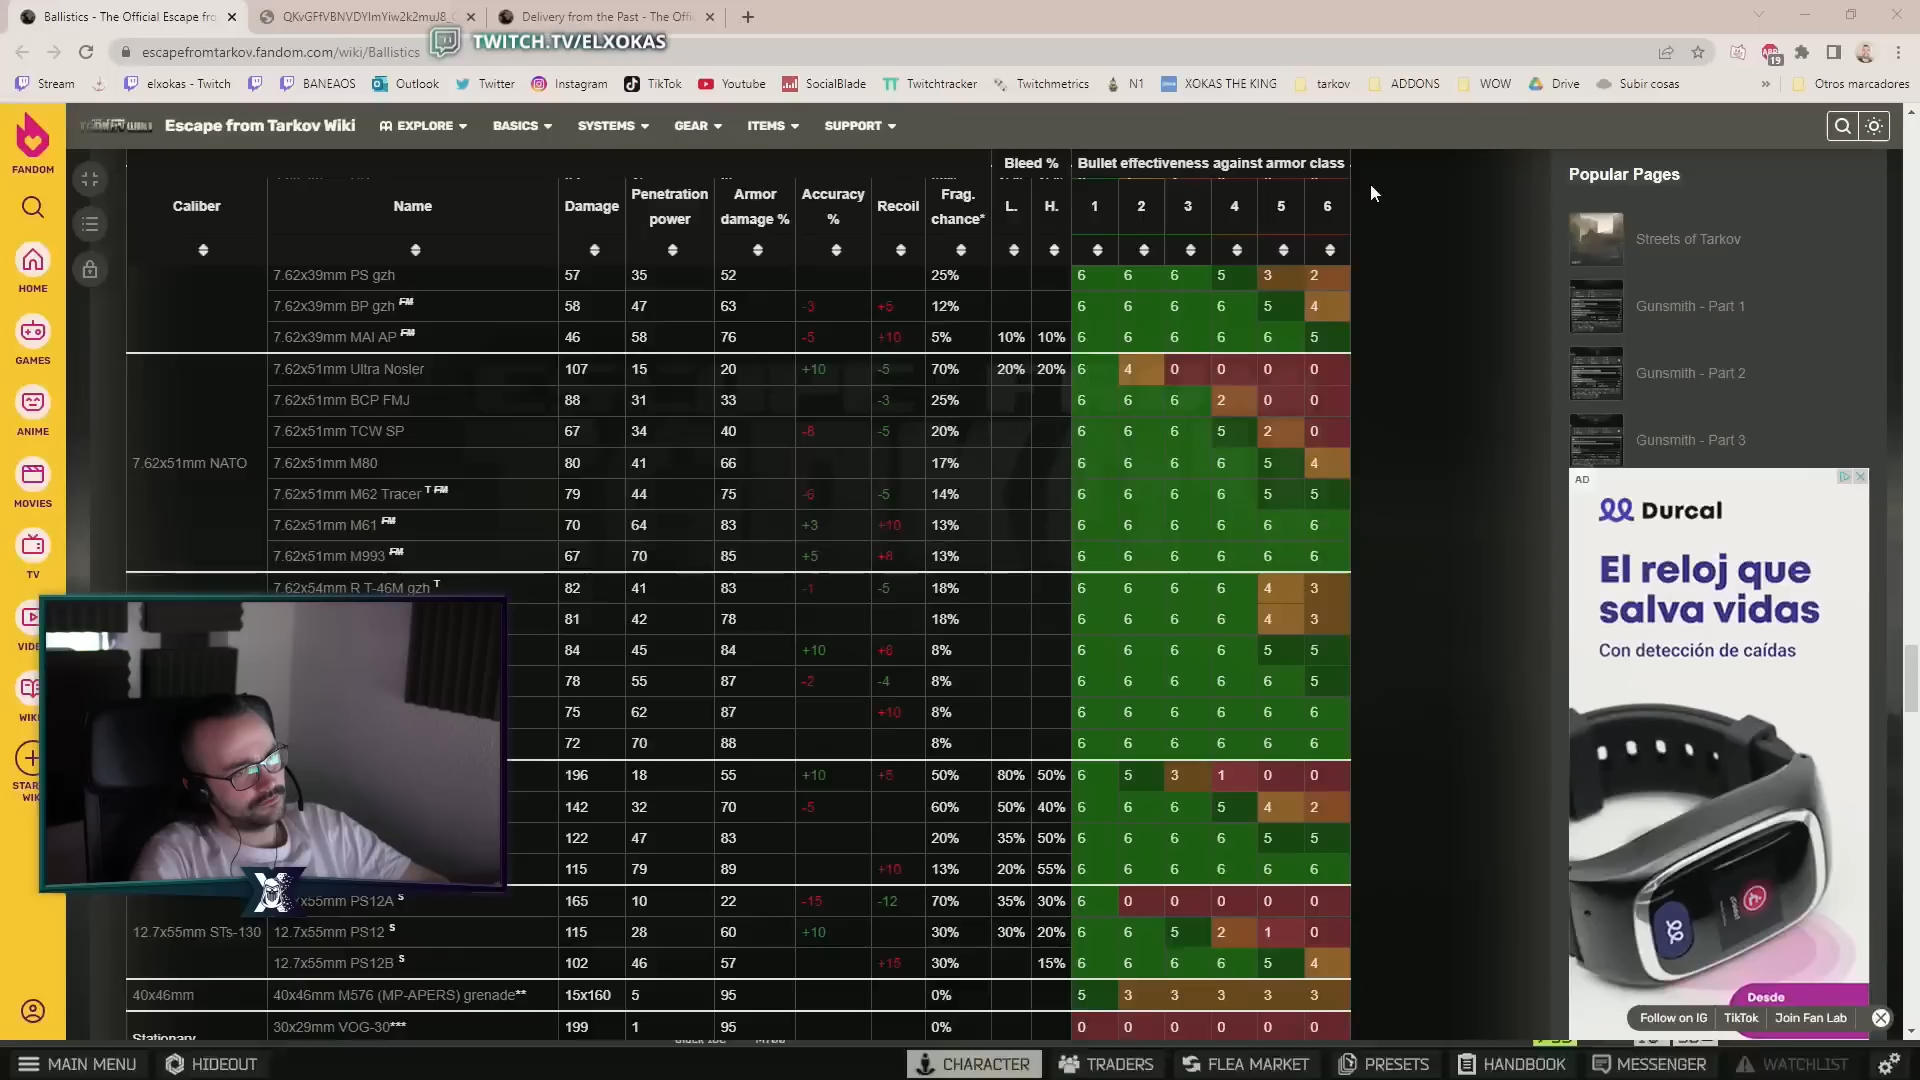 Ballistics - The Official Escape fro
QKvGFfVBNVDYlmYiw2k2muJ8_
Delivery from the Past - The Offi
TWITCH.TV/ELXOKAS
escapefromtarkov.fandom.com/wiki/Ballistics
19
Stream
elxokas - Twitch
BANEAOS
Outlook
Twitter
Instagram
TikTok
Youtube
SocialBlade
Twitchtracker
Twitchmetrics
N1
XOKAS THE KING
tarkov
ADDONS
WOW
Drive
Subir cosas
Otros marcadores
FANDOM
HOME
GAMES
ANIME
MOVIES
TV
VIDE
WIKI
STAR
WIK
Escape from Tarkov Wiki
EXPLORE BASICS SYSTEMS GEAR ITEMS SUPPORT
Bleed % Bullet effectiveness against armor class
Caliber Name Damage Penetration power Armor damage % Accuracy % Recoil Frag. chance* L. H. 1 2 3 4 5 6
7.62x39mm PS gzh 57 35 52 25% 6 6 6 5 3 2
7.62x39mm BP gzh FM 58 47 63 -3 +5 12% 6 6 6 6 5 4
7.62x39mm MAI AP FM 46 58 76 -5 +10 5% 10% 10% 6 6 6 6 6 5
7.62x51mm Ultra Nosler 107 15 20 +10 -5 70% 20% 20% 6 4 0 0 0 0
7.62x51mm BCP FMJ 88 31 33 -3 25% 6 6 6 2 0 0
7.62x51mm TCW SP 67 34 40 -8 -5 20% 6 6 6 5 2 0
7.62x51mm NATO 7.62x51mm M80 80 41 66 17% 6 6 6 6 5 4
7.62x51mm M62 Tracer T FM 79 44 75 -6 -5 14% 6 6 6 6 5 5
7.62x51mm M61 FM 70 64 83 +3 +10 13% 6 6 6 6 6 6
7.62x51mm M993 FM 67 70 85 +5 +8 13% 6 6 6 6 6 6
7.62x54mm R T-46M gzh T 82 41 83 -1 -5 18% 6 6 6 6 4 3
81 42 78 18% 6 6 6 6 4 3
84 45 84 +10 +6 8% 6 6 6 6 5 5
78 55 87 -2 -4 8% 6 6 6 6 6 5
75 62 87 +10 8% 6 6 6 6 6 6
72 70 88 8% 6 6 6 6 6 6
196 18 55 +10 +5 50% 80% 50% 6 5 3 1 0 0
142 32 70 -5 60% 50% 40% 6 6 6 5 4 2
122 47 83 20% 35% 50% 6 6 6 6 5 5
115 79 89 +10 13% 20% 55% 6 6 6 6 6 6
x55mm PS12A S 165 10 22 -15 -12 70% 35% 30% 6 0 0 0 0 0
12.7x55mm STs-130 12.7x55mm PS12 S 115 28 60 +10 30% 30% 20% 6 6 5 2 1 0
12.7x55mm PS12B S 102 46 57 +15 30% 15% 6 6 6 6 5 4
40x46mm 40x46mm M576 (MP-APERS) grenade** 15x160 5 95 0% 5 3 3 3 3 3
30x29mm VOG-30*** 199 1 95 0% 0 0 0 0 0 0
Stationary
Popular Pages
Streets of Tarkov
Gunsmith - Part 1
Gunsmith - Part 2
Gunsmith - Part 3
AD
Durcal
El reloj que
salva vidas
Con detección de caídas
Desde
Follow on IG TikTok Join Fan Lab
MAIN MENU HIDEOUT CHARACTER TRADERS FLEA MARKET PRESETS HANDBOOK MESSENGER WATCHLIST